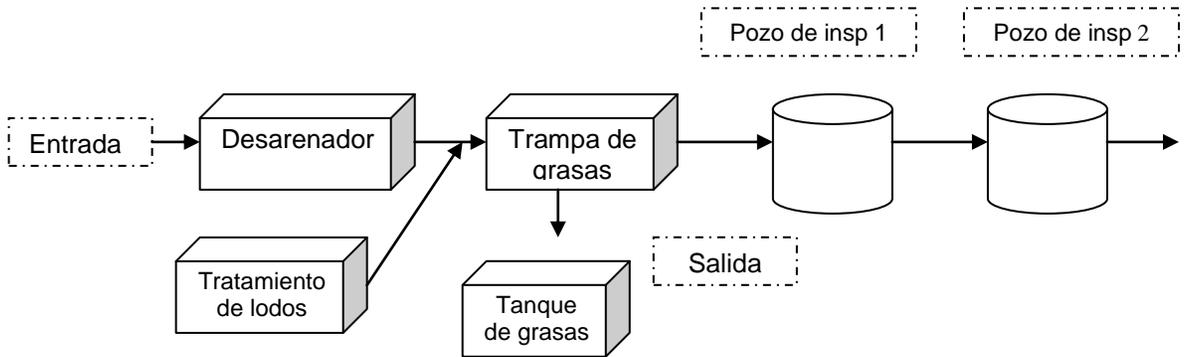 Pozo de insp 1
Pozo de insp 2
Entrada
Desarenador
Trampa de
grasas
Tratamiento
de lodos
Tanque
de grasas
Salida